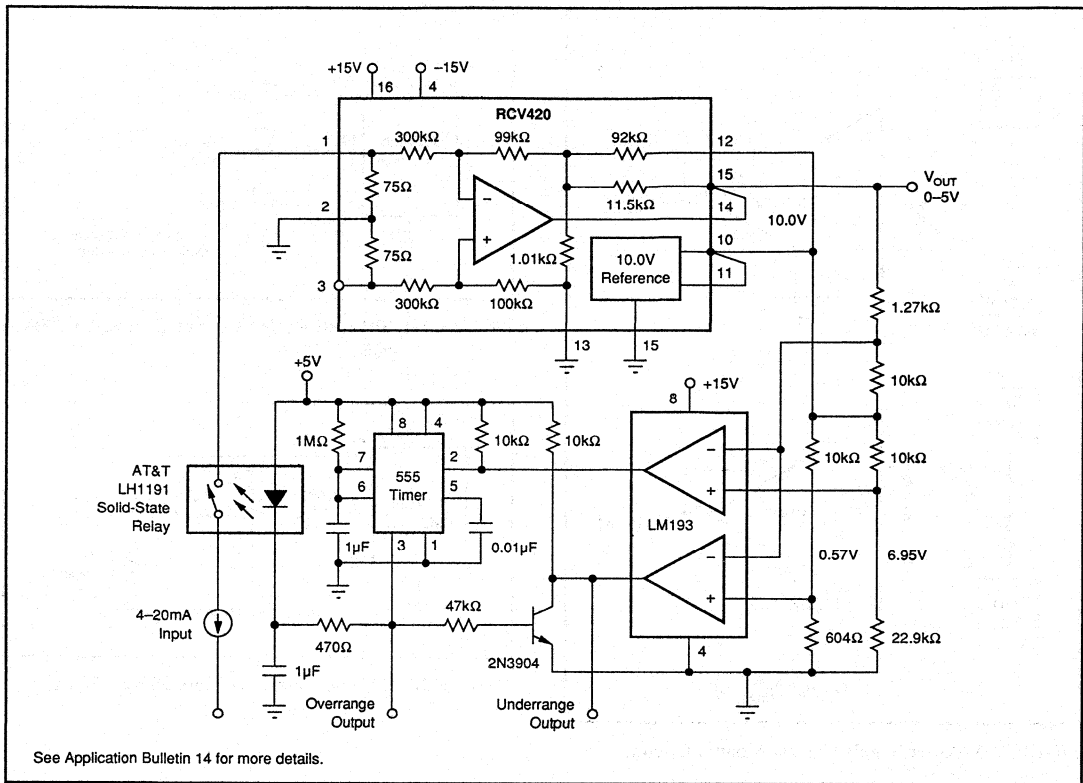 +15V
–15V
16
4
RCV420
1
300kΩ
99kΩ
92kΩ
12
75Ω
15
11.5kΩ
14
V_OUT
0–5V
2
10.0V
75Ω
1.01kΩ
10.0V
Reference
10
11
3
300kΩ
100kΩ
1.27kΩ
13
15
+5V
+15V
8
10kΩ
1MΩ
8
4
10kΩ
10kΩ
10kΩ
10kΩ
AT&T
LH1191
Solid-State
Relay
7
555
Timer
2
6
5
LM193
1µF
3
1
0.01µF
0.57V
6.95V
4–20mA
Input
470Ω
47kΩ
2N3904
4
604Ω
22.9kΩ
1µF
Overrange
Output
Underrange
Output
–
+
–
+
–
+
See Application Bulletin 14 for more details.